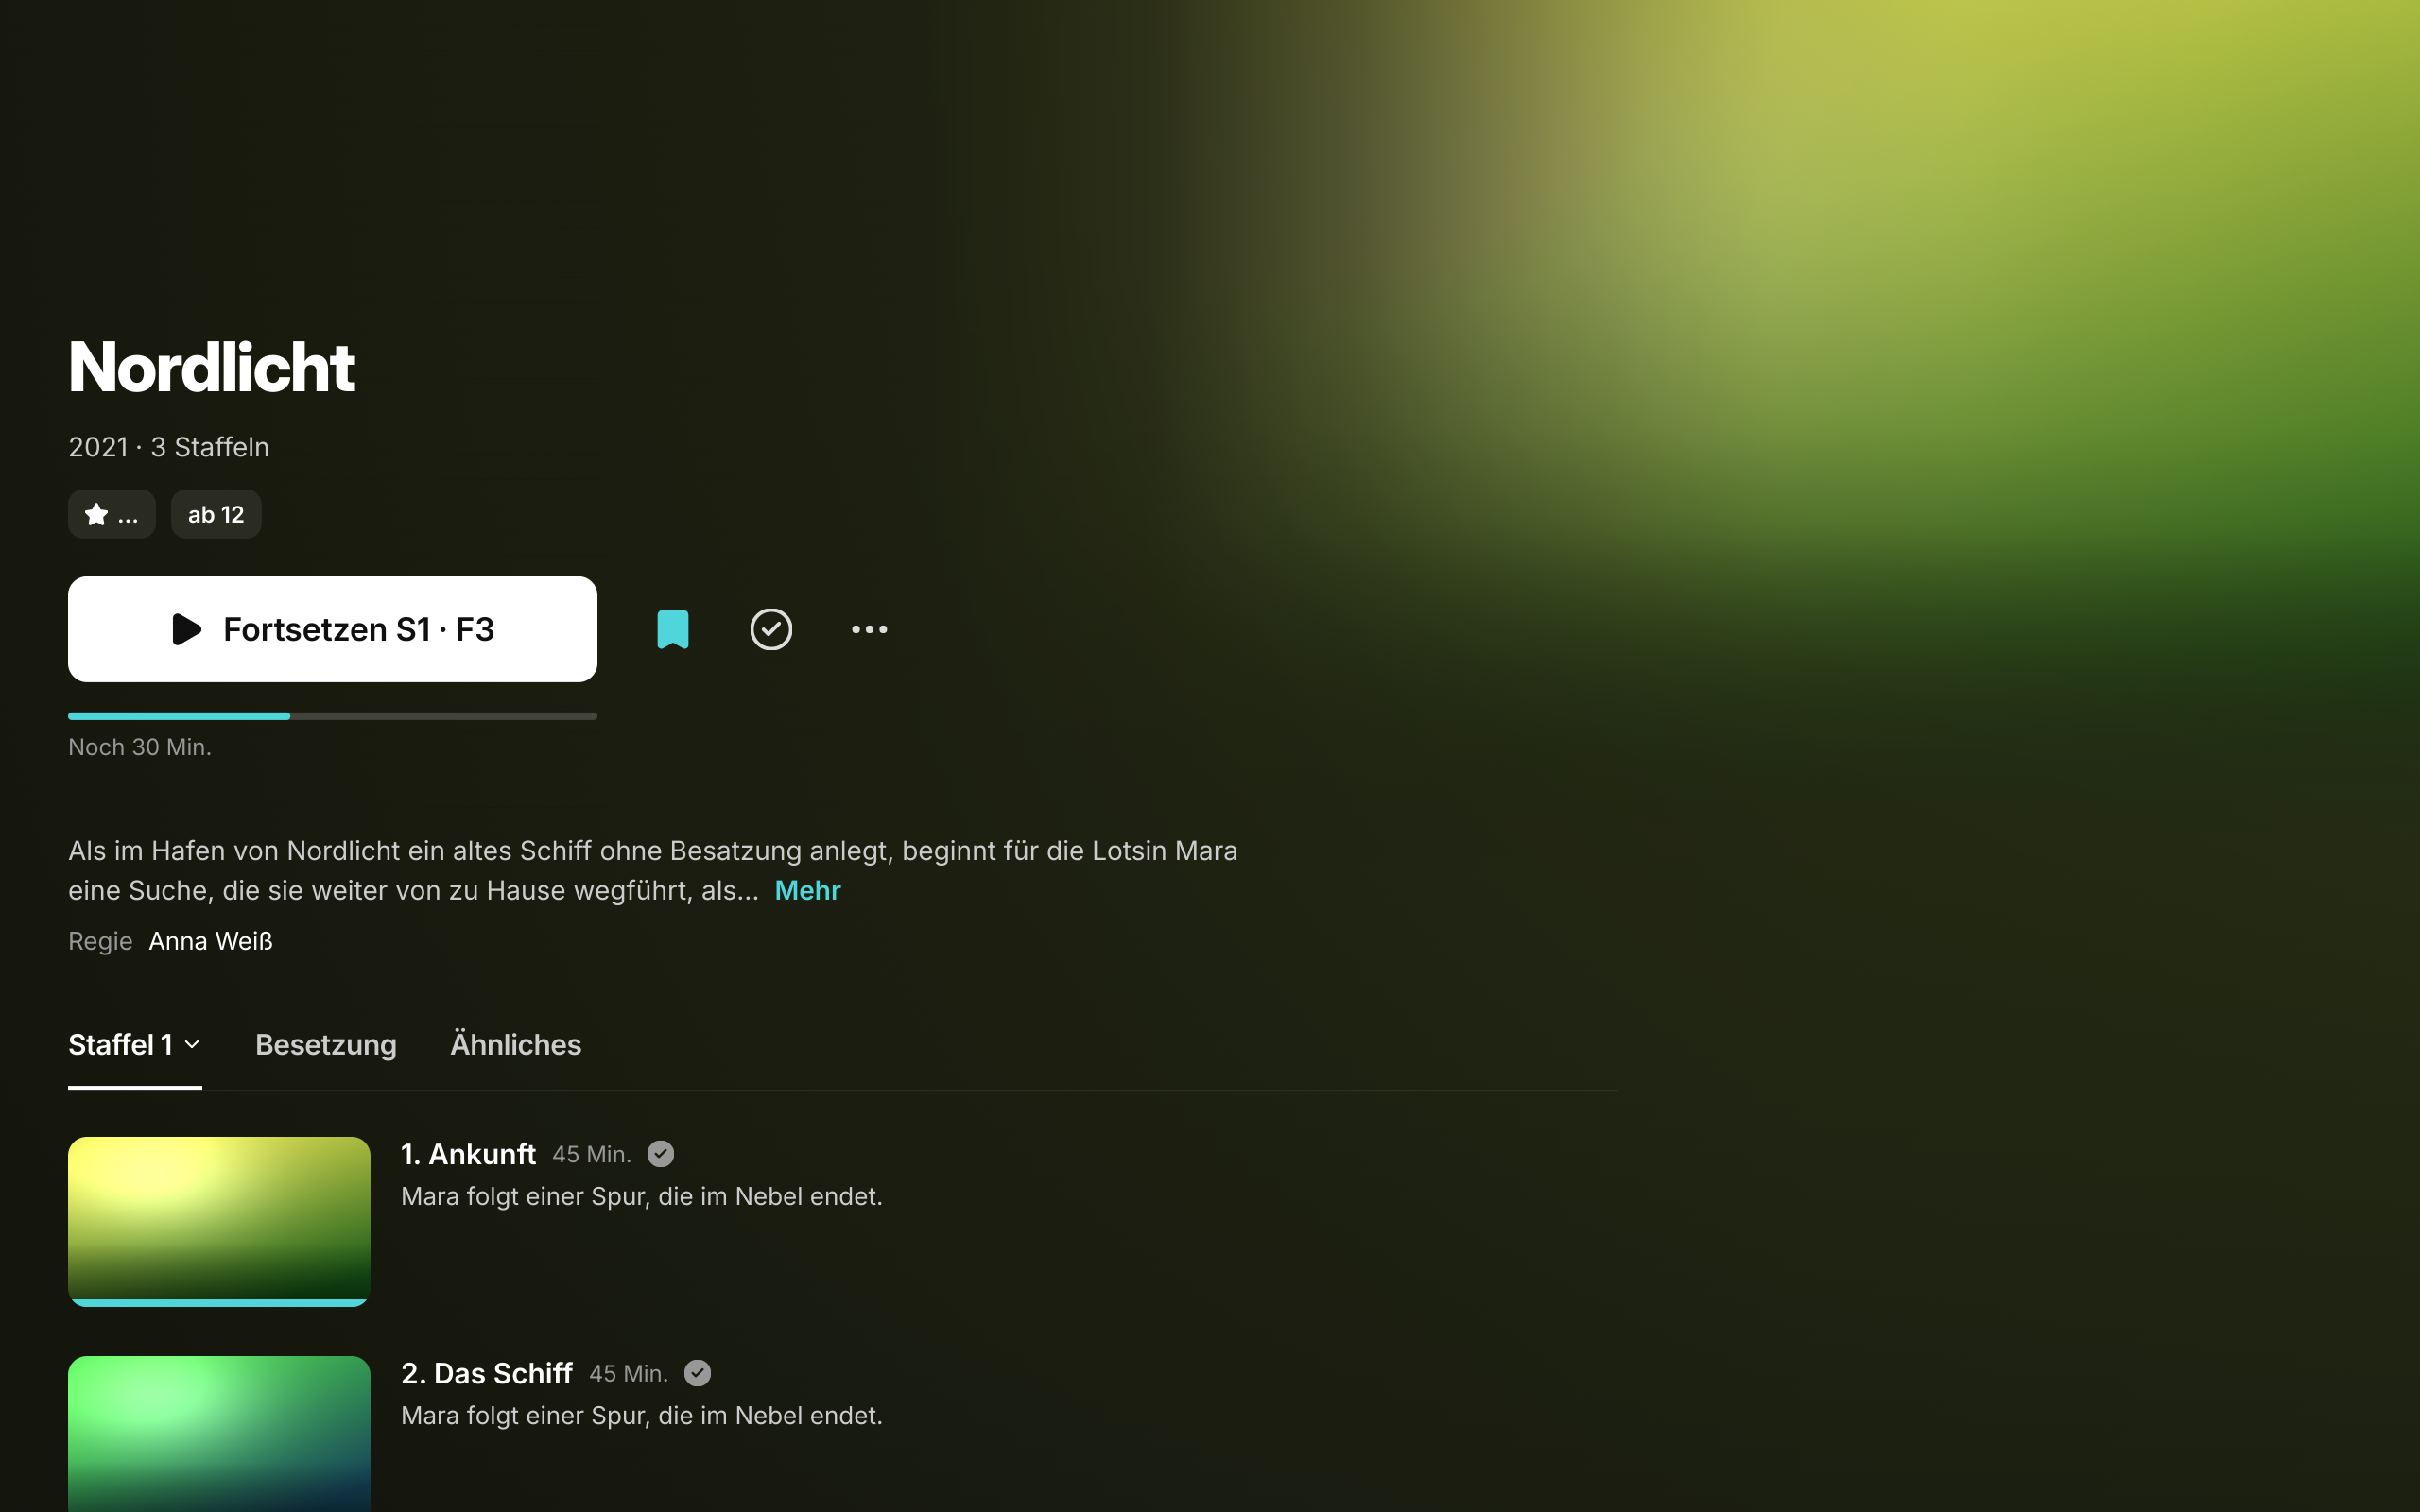 Nordlicht
2021 · 3 Staffeln
... ab 12
Fortsetzen S1 · F3
Noch 30 Min.
Als im Hafen von Nordlicht ein altes Schiff ohne Besatzung anlegt, beginnt für die Lotsin Mara
eine Suche, die sie weiter von zu Hause wegführt, als... Mehr
Regie Anna Weiß
Staffel 1 Besetzung Ähnliches
1. Ankunft 45 Min.
Mara folgt einer Spur, die im Nebel endet.
2. Das Schiff 45 Min.
Mara folgt einer Spur, die im Nebel endet.